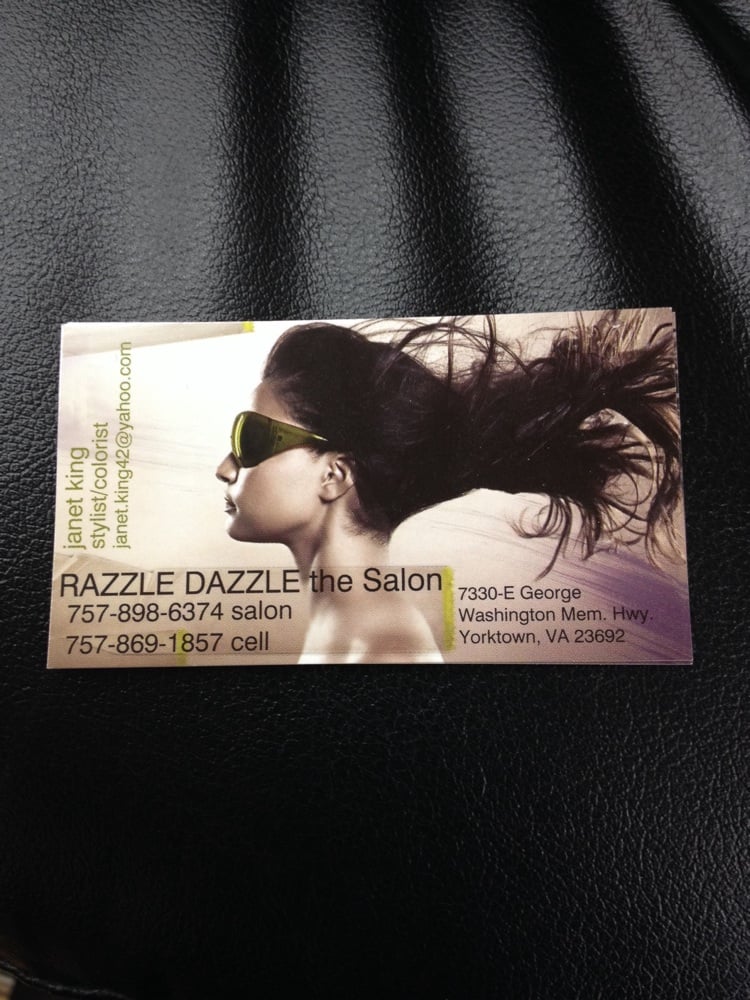 janet king
stylist/colorist
janet.king42@yahoo.com
RAZZLE DAZZLE the Salon
757-898-6374 salon
757-869-1857 cell
7330-E George
Washington Mem. Hwy.
Yorktown, VA 23692